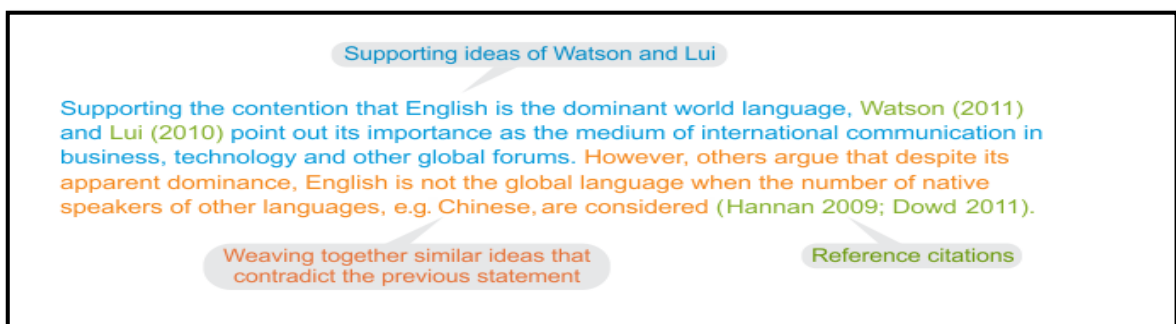 Supporting ideas of Watson and Lui
Supporting the contention that English is the dominant world language, Watson (2011)
and Lui (2010) point out its importance as the medium of international communication in
business, technology and other global forums. However, others argue that despite its
apparent dominance, English is not the global language when the number of native
speakers of other languages, e.g. Chinese, are considered (Hannan 2009; Dowd 2011).
Weaving together similar ideas that
contradict the previous statement
Reference citations